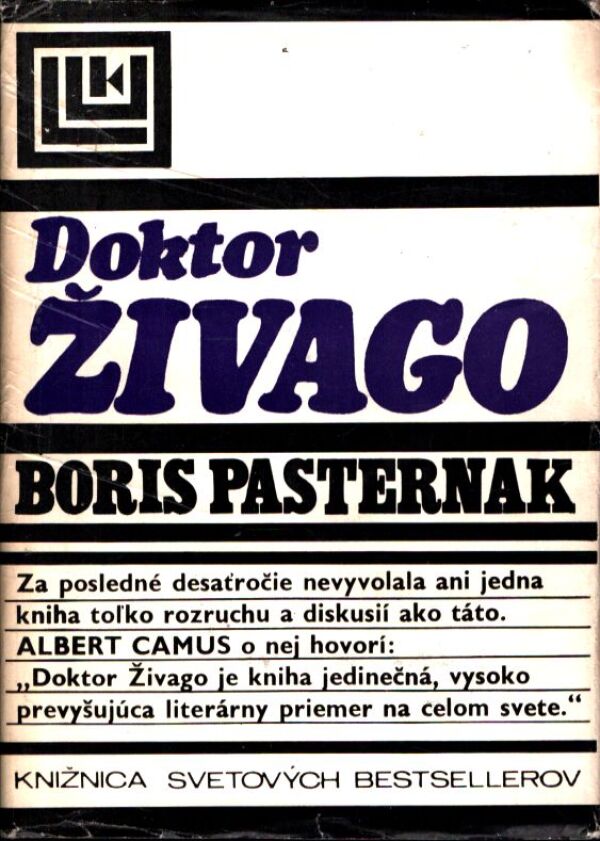 Doktor
ŽIVAGO
BORIS PASTERNAK
Za posledné desaťročie nevyvolala ani jedna
kniha toľko rozruchu a diskusií ako táto.
ALBERT CAMUS o nej hovorí:
„Doktor Živago je kniha jedinečná, vysoko
prevyšujúca literárny priemer na celom svete.“
KNIŽNICA SVETOVÝCH BESTSELLEROV